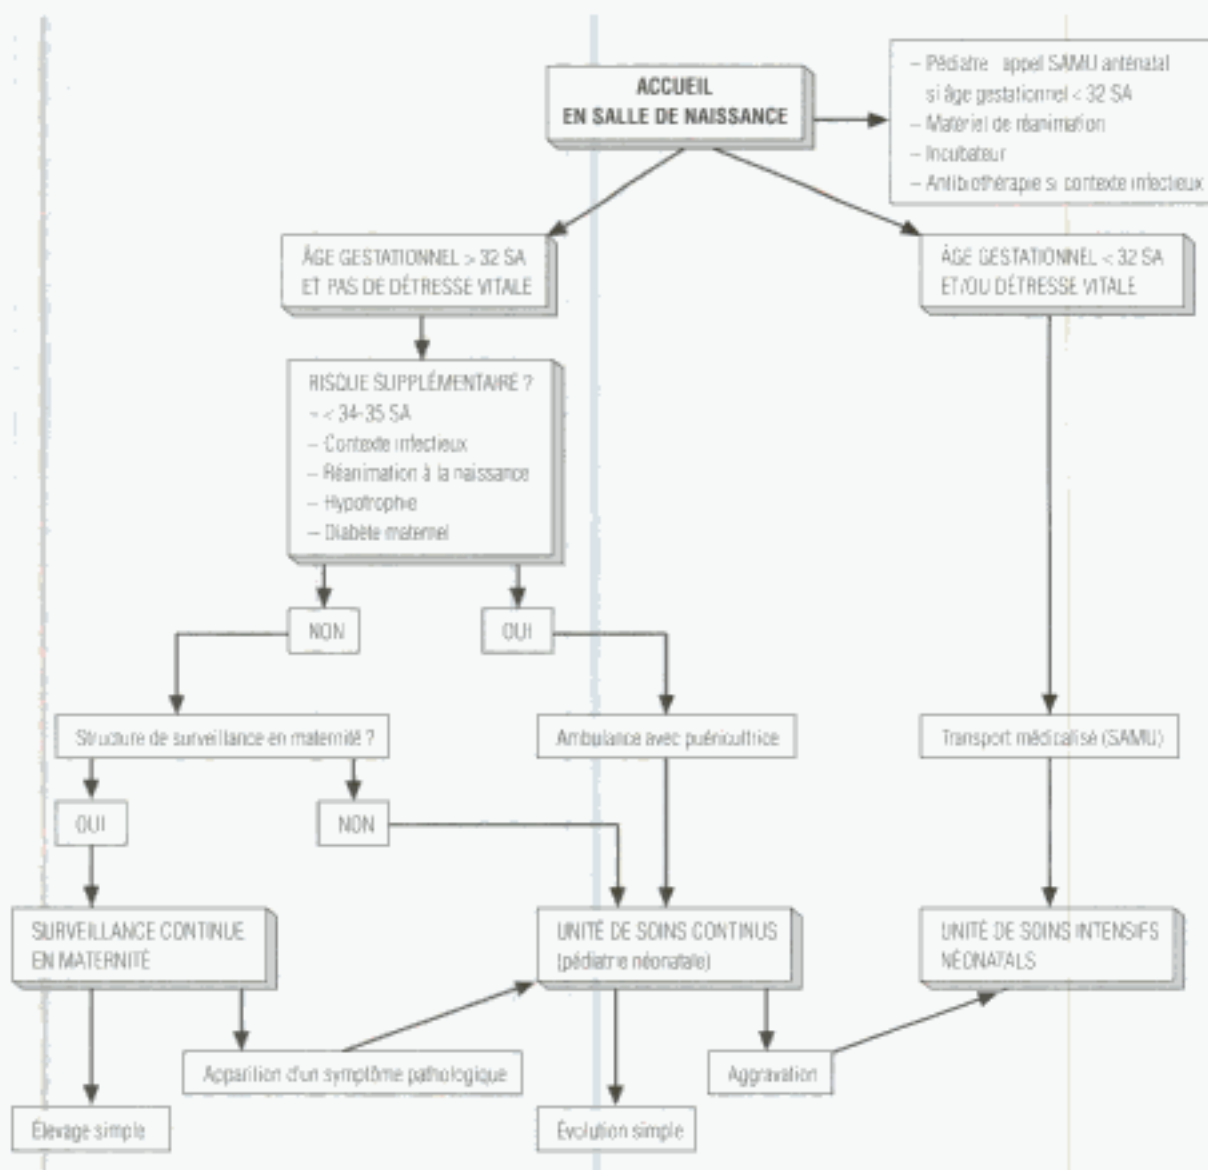 ACCUEIL
EN SALLE DE NAISSANCE
– Pédiatre appel SAMU anténatal
si âge gestationnel < 32 SA
– Matériel de réanimation
– Incubateur
– Antibiothérapie si contexte infectieux
ÂGE GESTATIONNEL > 32 SA
ET PAS DE DÉTRESSE VITALE
ÂGE GESTATIONNEL < 32 SA
ET/OU DÉTRESSE VITALE
RISQUE SUPPLÉMENTAIRE ?
– < 34-35 SA
– Contexte infectieux
– Réanimation à la naissance
– Hypotrophie
– Diabète maternel
NON
OUI
Structure de surveillance en maternité ?
Ambulance avec puéricultrice
Transport médicalisé (SAMU)
OUI
NON
SURVEILLANCE CONTINUE
EN MATERNITÉ
UNITÉ DE SOINS CONTINUS
(pédiatrie néonatale)
UNITÉ DE SOINS INTENSIFS
NÉONATALS
Apparition d'un symptôme pathologique
Aggravation
Élevage simple
Évolution simple